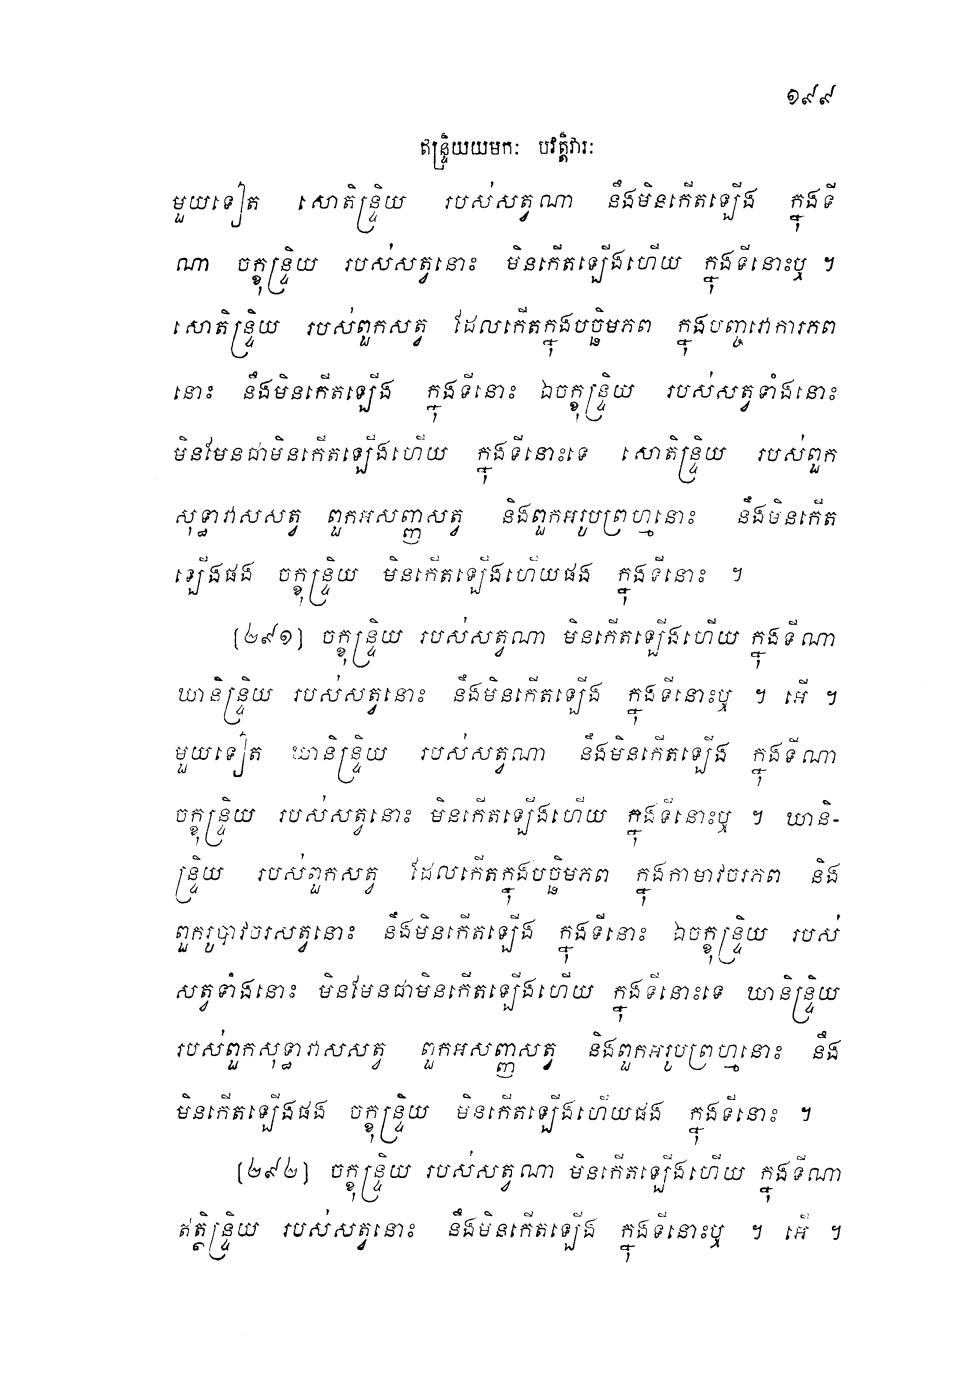 ១៩៩
ឥន្ទ្រិយយមកៈ បវត្តិវារៈ
មួយទៀត សោតិន្ទ្រិយ របស់សត្វណា នឹងមិនកើតឡើង ក្នុងទី
ណា ចក្ខុន្ទ្រិយ របស់សត្វនោះ មិនកើតឡើងហើយ ក្នុងទីនោះឬ ។
សោតិន្ទ្រិយ របស់ពួកសត្វ ដែលកើតក្នុងបច្ឆិមភព ក្នុងបញ្ចវោការភព
នោះ នឹងមិនកើតឡើង ក្នុងទីនោះ ឯចក្ខុន្ទ្រិយ របស់សត្វទាំងនោះ
មិនមែនជាមិនកើតឡើងហើយ ក្នុងទីនោះទេ សោតិន្ទ្រិយ របស់ពួក
សុទ្ធាវាសសត្វ ពួកអសញ្ញសត្វ និងពួកអរូបព្រហ្មនោះ នឹងមិនកើត
ឡើងផង ចក្ខុន្ទ្រិយ មិនកើតឡើងហើយផង ក្នុងទីនោះ ។
(២៩១) ចក្ខុន្ទ្រិយ របស់សត្វណា មិនកើតឡើងហើយ ក្នុងទីណា
ឃានិន្ទ្រិយ របស់សត្វនោះ នឹងមិនកើតឡើង ក្នុងទីនោះឬ ។ អើ ។
មួយទៀត ឃានិន្ទ្រិយ របស់សត្វណា នឹងមិនកើតឡើង ក្នុងទីណា
ចក្ខុន្ទ្រិយ របស់សត្វនោះ មិនកើតឡើងហើយ ក្នុងទីនោះឬ ។ ឃានិ-
ន្ទ្រិយ របស់ពួកសត្វ ដែលកើតក្នុងបច្ឆិមភព ក្នុងកាមាវចរភព និង
ពួករូបាវចរសត្វនោះ នឹងមិនកើតឡើង ក្នុងទីនោះ ឯចក្ខុន្ទ្រិយ របស់
សត្វទាំងនោះ មិនមែនជាមិនកើតឡើងហើយ ក្នុងទីនោះទេ ឃានិន្ទ្រិយ
របស់ពួកសុទ្ធាវាសសត្វ ពួកអសញ្ញសត្វ និងពួកអរូបព្រហ្មនោះ នឹង
មិនកើតឡើងផង ចក្ខុន្ទ្រិយ មិនកើតឡើងហើយផង ក្នុងទីនោះ ។
(២៩២) ចក្ខុន្ទ្រិយ របស់សត្វណា មិនកើតឡើងហើយ ក្នុងទីណា
ឥត្ថិន្ទ្រិយ របស់សត្វនោះ នឹងមិនកើតឡើង ក្នុងទីនោះឬ ។ អើ ។